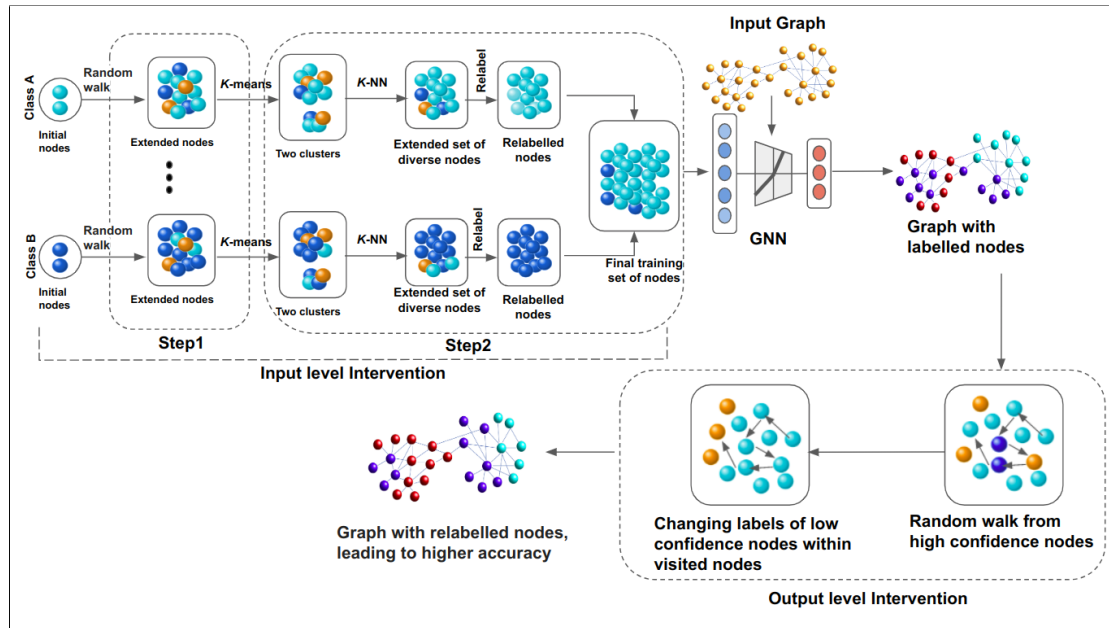 Class A
Initial
nodes
Random
walk
Extended nodes
K-means
Two clusters
K-NN
Extended set of
diverse nodes
Relabel
Relabelled
nodes
Class B
Initial
nodes
Random
walk
Extended nodes
K-means
Two clusters
K-NN
Extended set of
diverse nodes
Relabel
Relabelled
nodes
Final training
set of nodes
Step1
Step2
Input level Intervention
Input Graph
GNN
Graph with
labelled nodes
Random walk from
high confidence nodes
Changing labels of low
confidence nodes within
visited nodes
Output level Intervention
Graph with relabelled nodes,
leading to higher accuracy